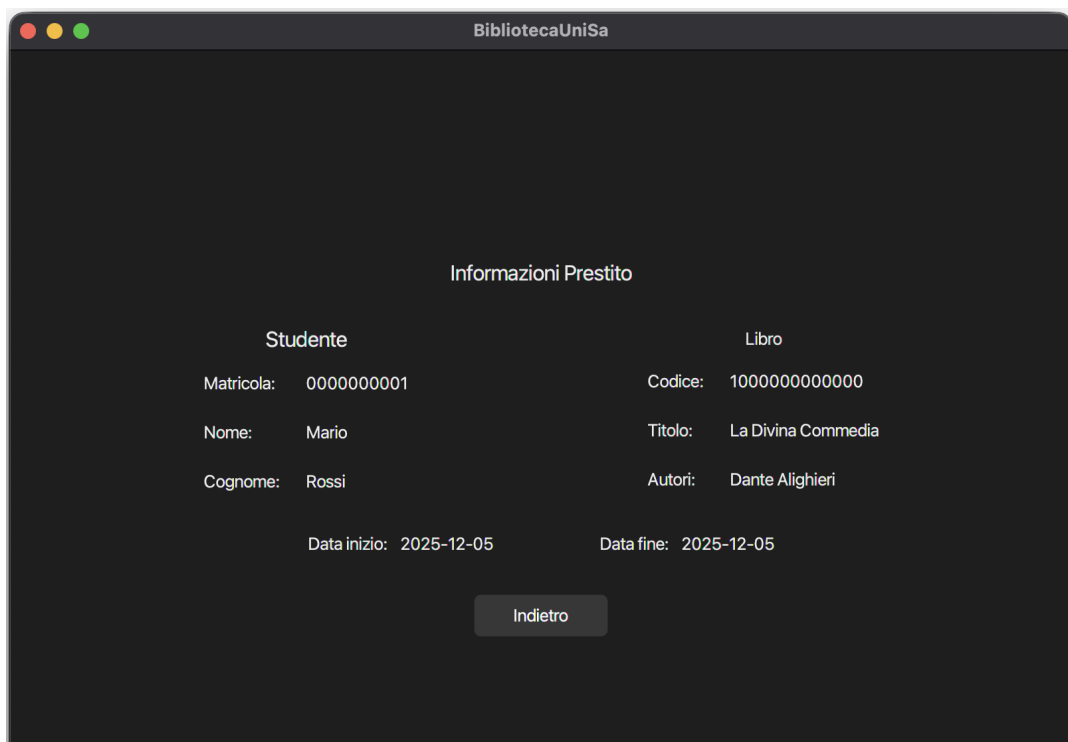 BibliotecaUniSa
Informazioni Prestito
Studente
Libro
Matricola: 0000000001
Codice: 1000000000000
Nome: Mario
Titolo: La Divina Commedia
Cognome: Rossi
Autori: Dante Alighieri
Data inizio: 2025-12-05
Data fine: 2025-12-05
Indietro